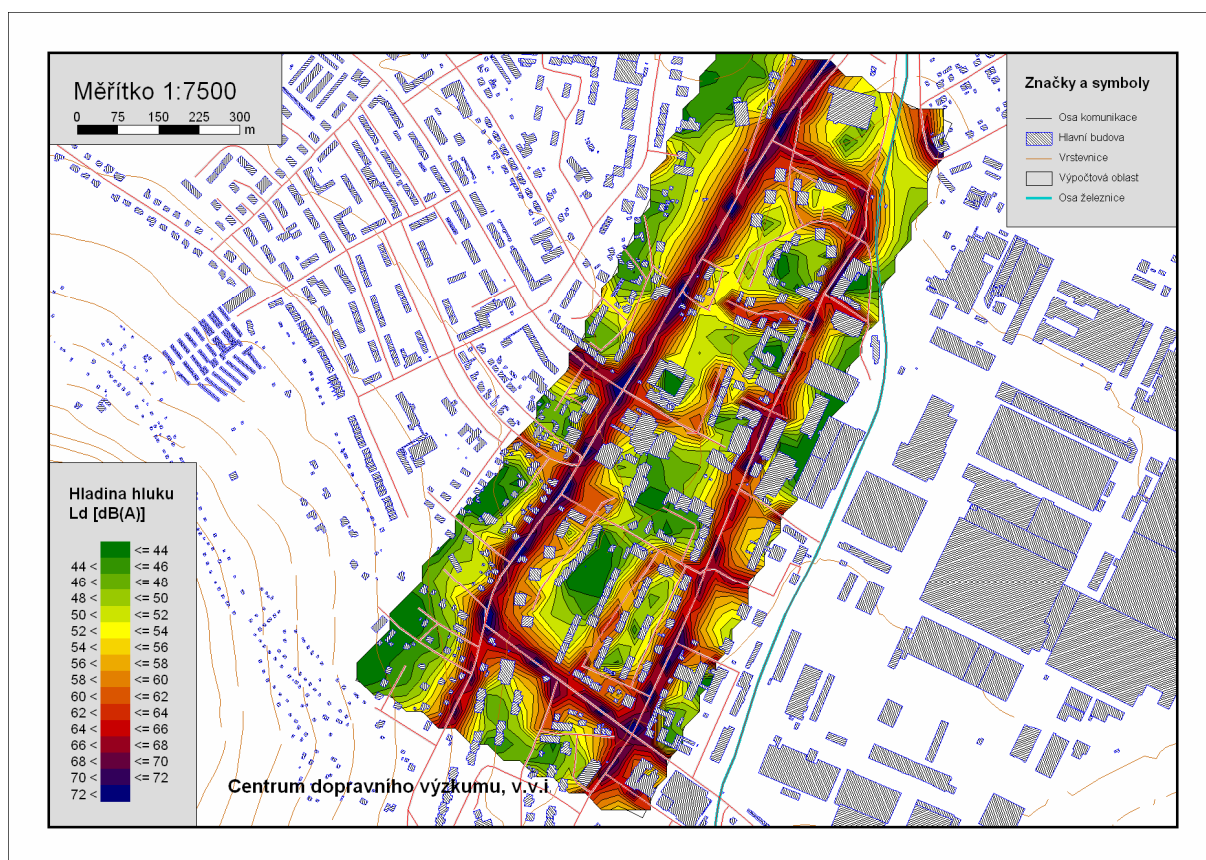 Měřítko 1:7500
0 75 150 225 300
m
Značky a symboly
Osa komunikace
Hlavní budova
Vrstevnice
Výpočtová oblast
Osa železnice
Hladina hluku
Ld [dB(A)]
<= 44
44 < <= 46
46 < <= 48
48 < <= 50
50 < <= 52
52 < <= 54
54 < <= 56
56 < <= 58
58 < <= 60
60 < <= 62
62 < <= 64
64 < <= 66
66 < <= 68
68 < <= 70
70 < <= 72
72 <
Centrum dopravního výzkumu, v.v.i